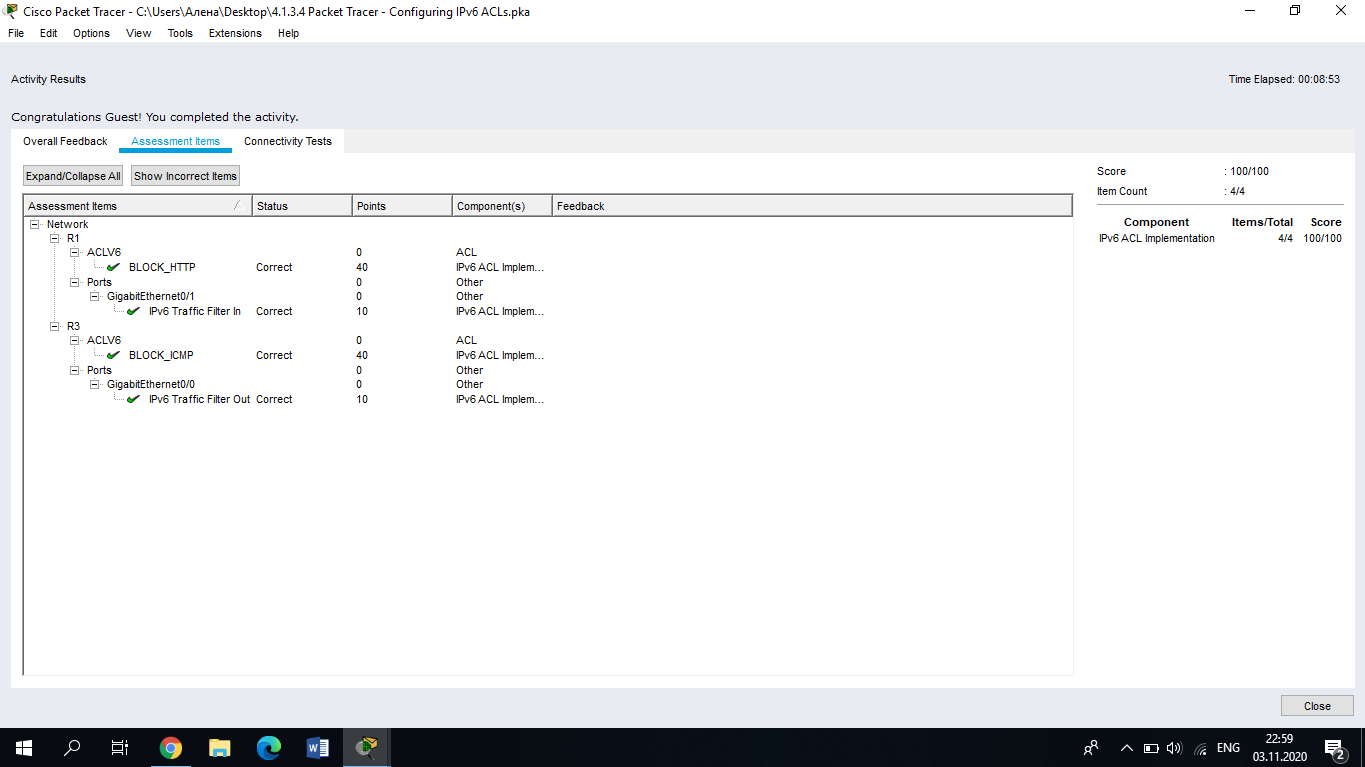 Cisco Packet Tracer - C:\Users\Алена\Desktop\4.1.3.4 Packet Tracer - Configuring IPv6 ACLs.pka
File Edit Options View Tools Extensions Help
Activity Results
Time Elapsed: 00:08:53
Congratulations Guest! You completed the activity.
Overall Feedback Assessment Items Connectivity Tests
Expand/Collapse All Show Incorrect Items
Assessment Items Status Points Component(s) Feedback
Network
R1
ACLV6 0 ACL
BLOCK_HTTP Correct 40 IPv6 ACL Implem...
Ports 0 Other
GigabitEthernet0/1 0 Other
IPv6 Traffic Filter In Correct 10 IPv6 ACL Implem...
R3
ACLV6 0 ACL
BLOCK_ICMP Correct 40 IPv6 ACL Implem...
Ports 0 Other
GigabitEthernet0/0 0 Other
IPv6 Traffic Filter Out Correct 10 IPv6 ACL Implem...
Score : 100/100
Item Count : 4/4
Component Items/Total Score
IPv6 ACL Implementation 4/4 100/100
Close
ENG
22:59
03.11.2020
2